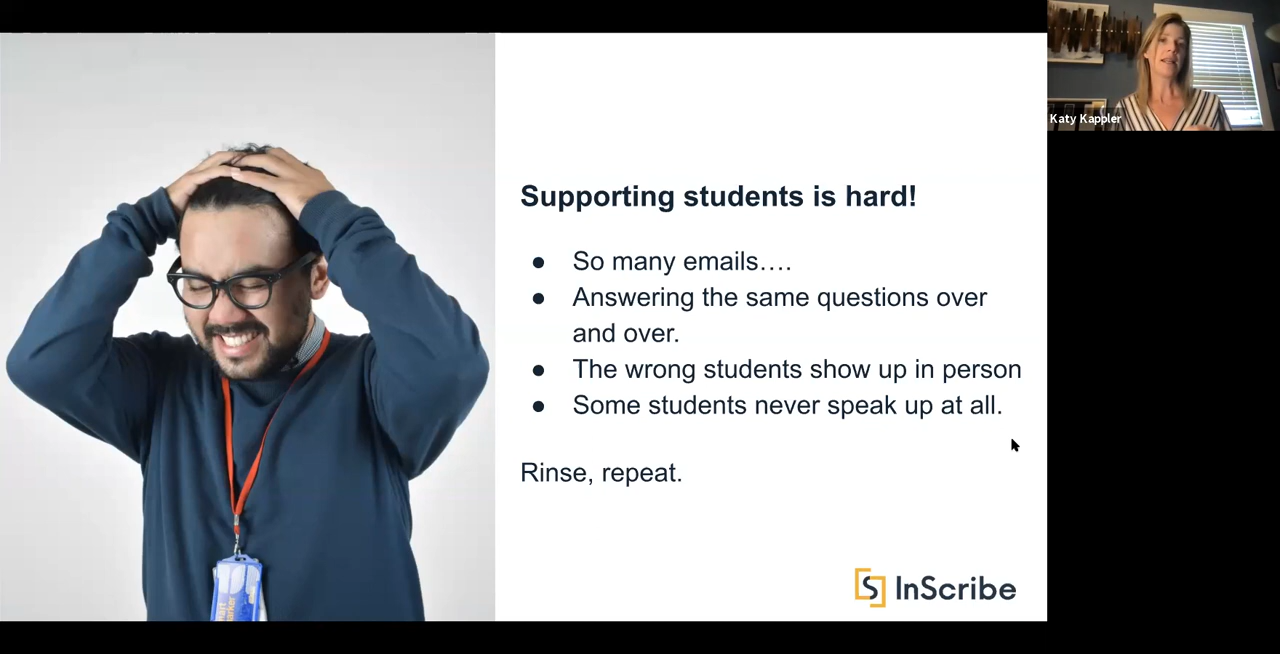 Supporting students is hard!
● So many emails….
● Answering the same questions over
and over.
● The wrong students show up in person
● Some students never speak up at all.
Rinse, repeat.
InScribe
Katy Kappler